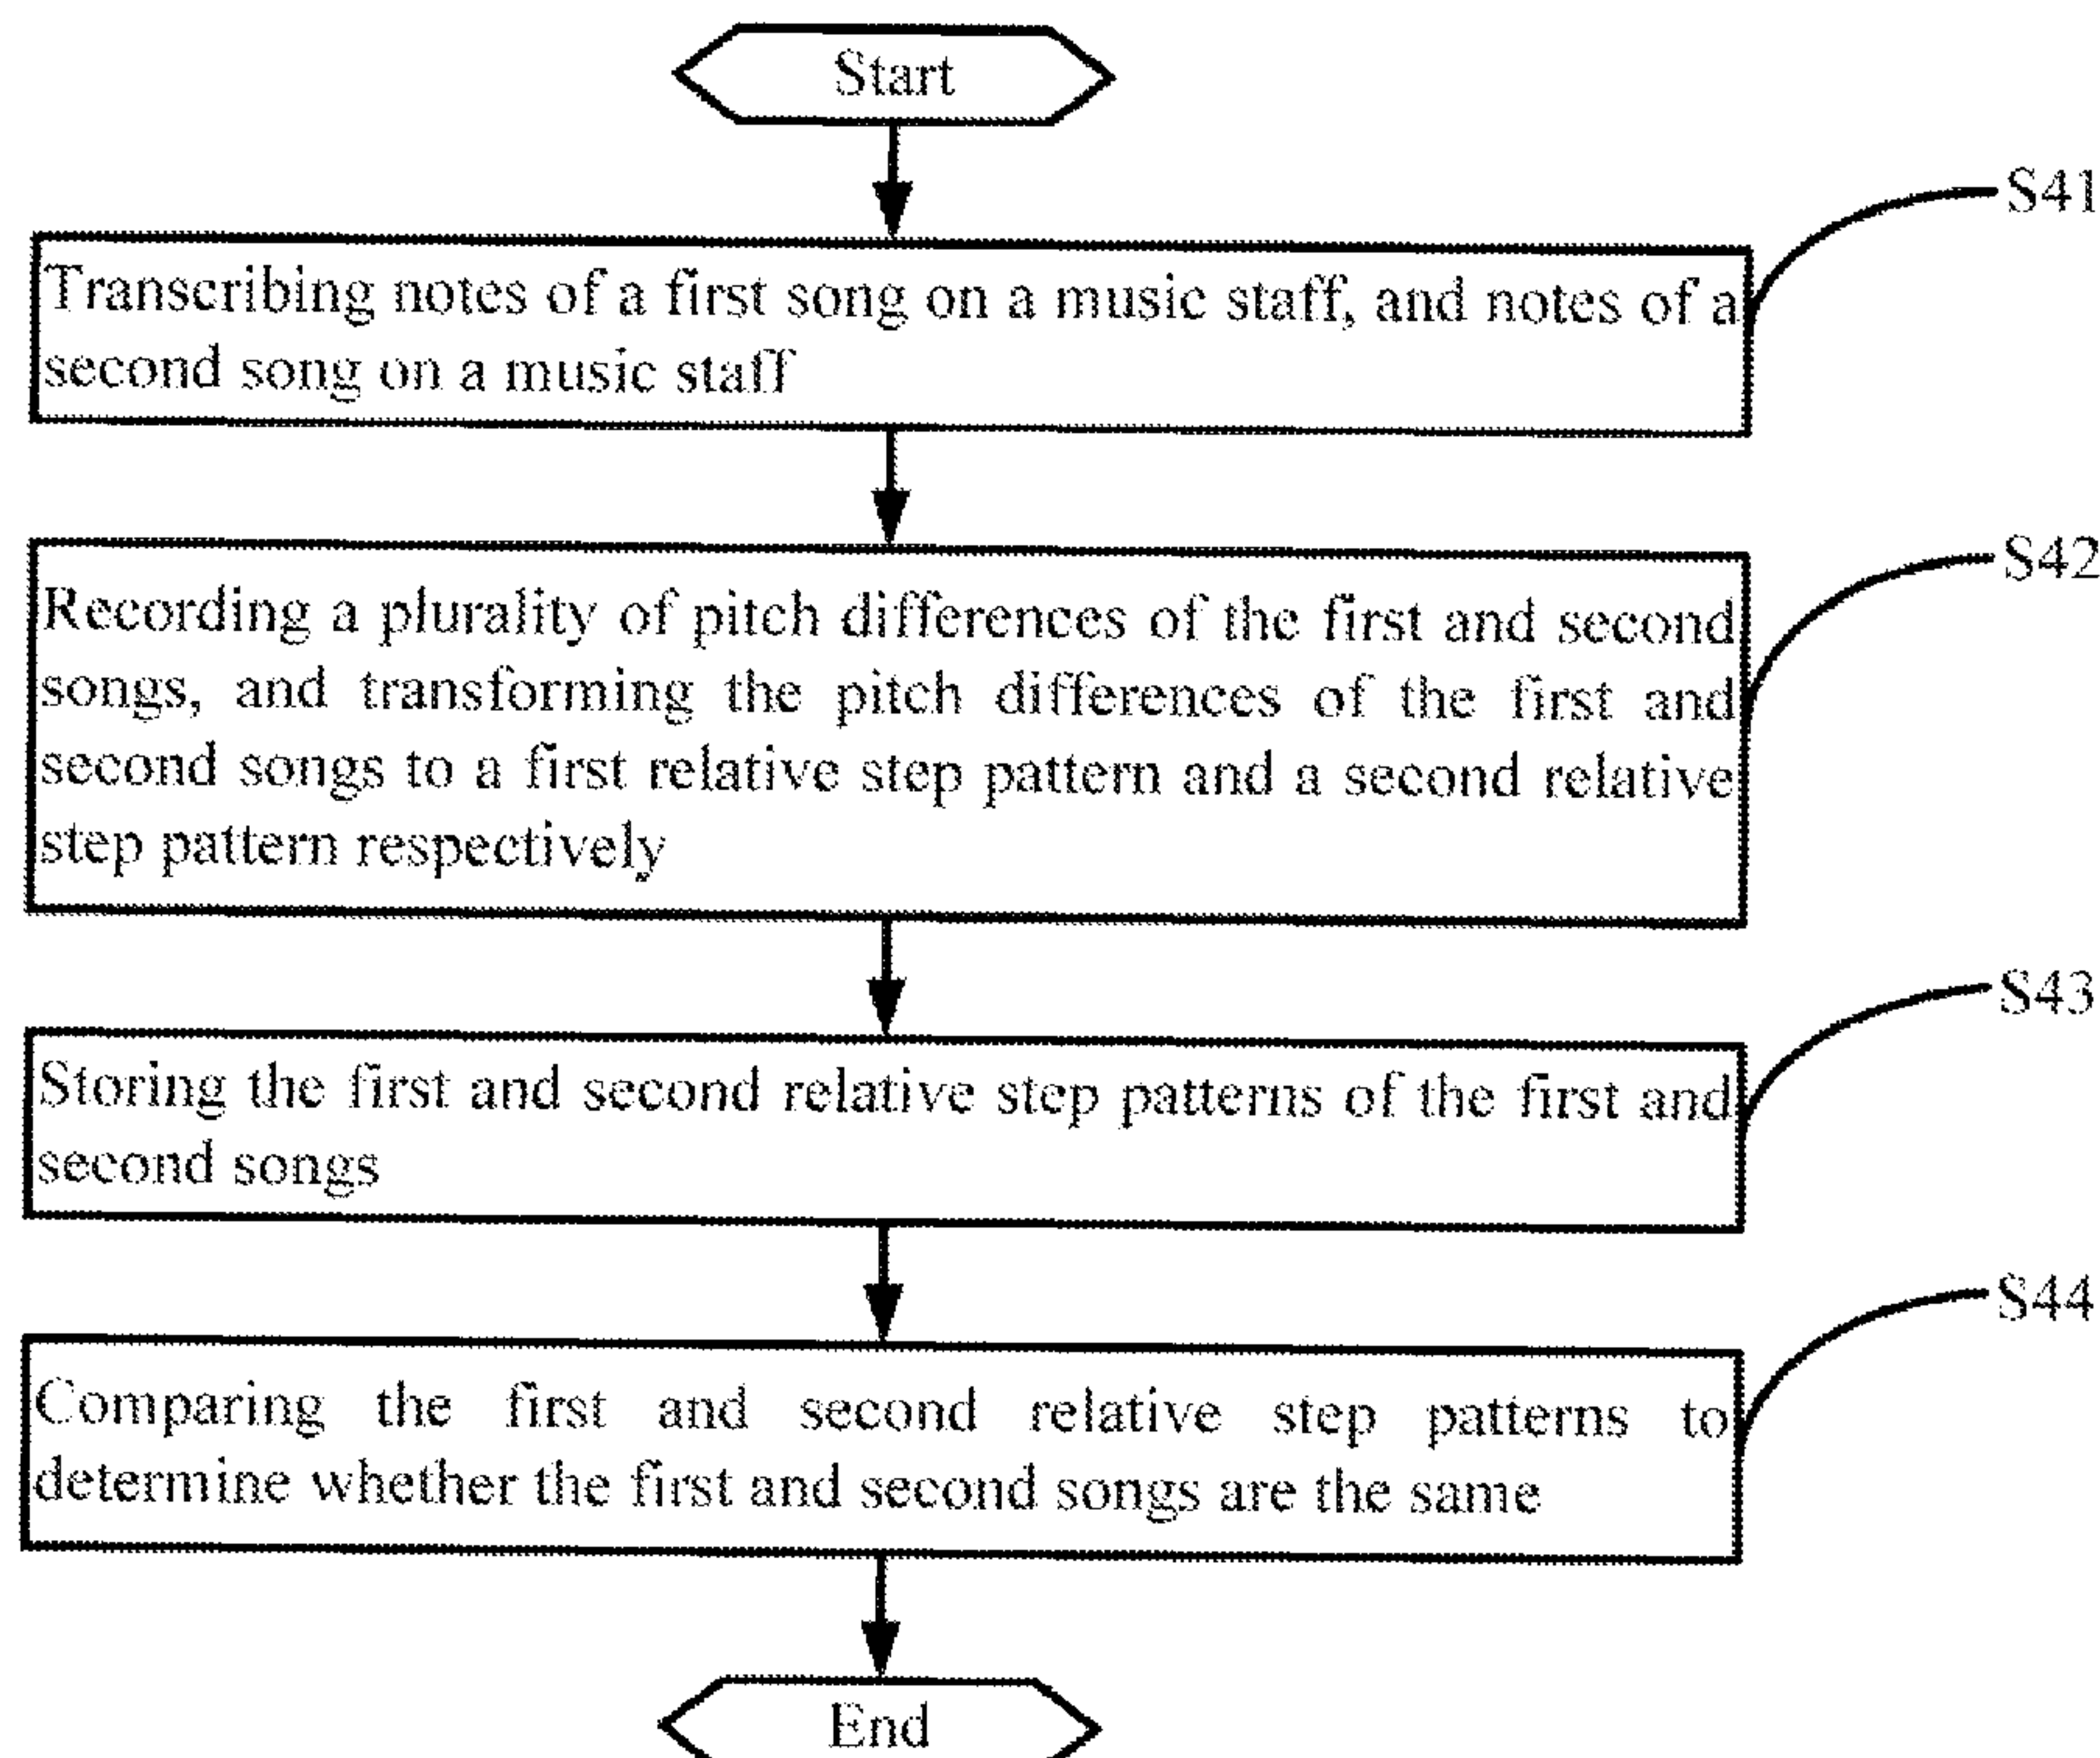 Start
S41
Transcribing notes of a first song on a music staff, and notes of a
second song on a music staff
S42
Recording a plurality of pitch differences of the first and second
songs, and transforming the pitch differences of the first and
second songs to a first relative step pattern and a second relative
step pattern respectively
S43
Storing the first and second relative step patterns of the first and
second songs
S44
Comparing the first and second relative step patterns to
determine whether the first and second songs are the same
End